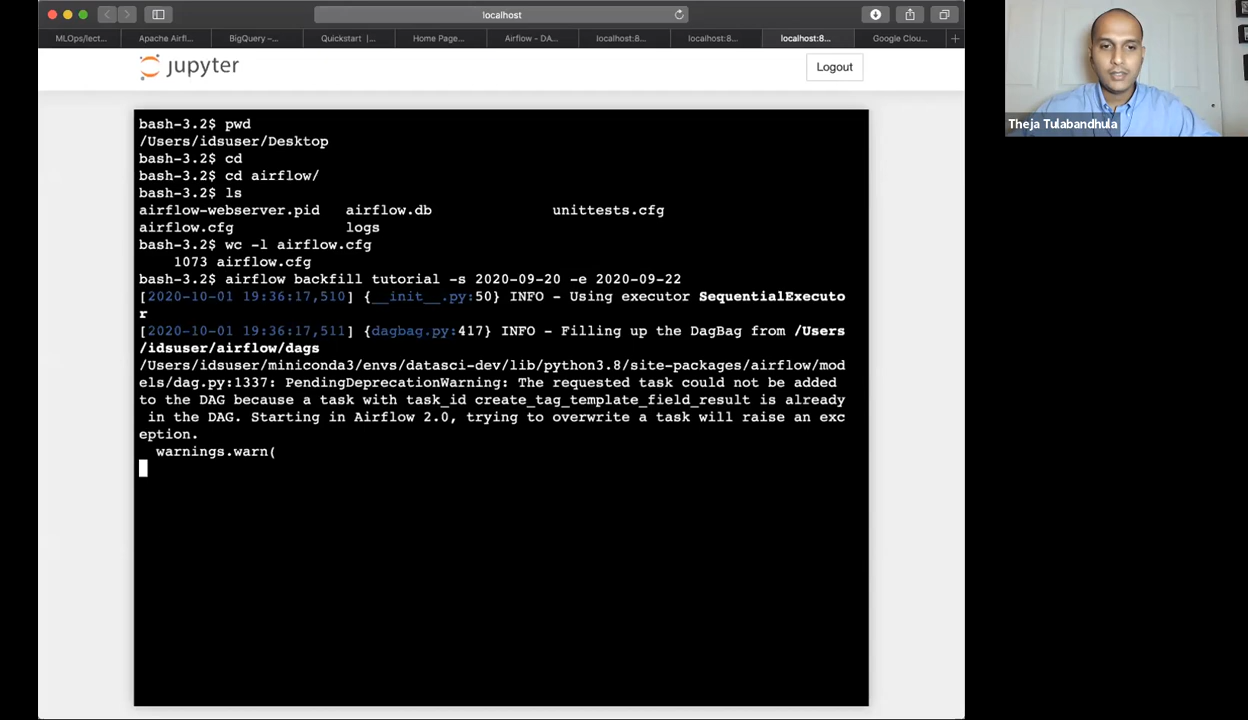 localhost
MLOps/lect...
Apache Airfl...
BigQuery –...
Quickstart |...
Home Page...
Airflow - DA...
localhost:8...
localhost:8...
localhost:8...
Google Clou...
jupyter
Logout
bash-3.2$ pwd
/Users/idsuser/Desktop
bash-3.2$ cd
bash-3.2$ cd airflow/
bash-3.2$ ls
airflow-webserver.pid airflow.db unittests.cfg
airflow.cfg logs
bash-3.2$ wc -l airflow.cfg
1073 airflow.cfg
bash-3.2$ airflow backfill tutorial -s 2020-09-20 -e 2020-09-22
[2020-10-01 19:36:17,510] {__init__.py:50} INFO - Using executor SequentialExecuto
r
[2020-10-01 19:36:17,511] {dagbag.py:417} INFO - Filling up the DagBag from /Users
/idsuser/airflow/dags
/Users/idsuser/miniconda3/envs/datasci-dev/lib/python3.8/site-packages/airflow/mod
els/dag.py:1337: PendingDeprecationWarning: The requested task could not be added
to the DAG because a task with task_id create_tag_template_field_result is already
in the DAG. Starting in Airflow 2.0, trying to overwrite a task will raise an exc
eption.
warnings.warn(
Theja Tulabandhula